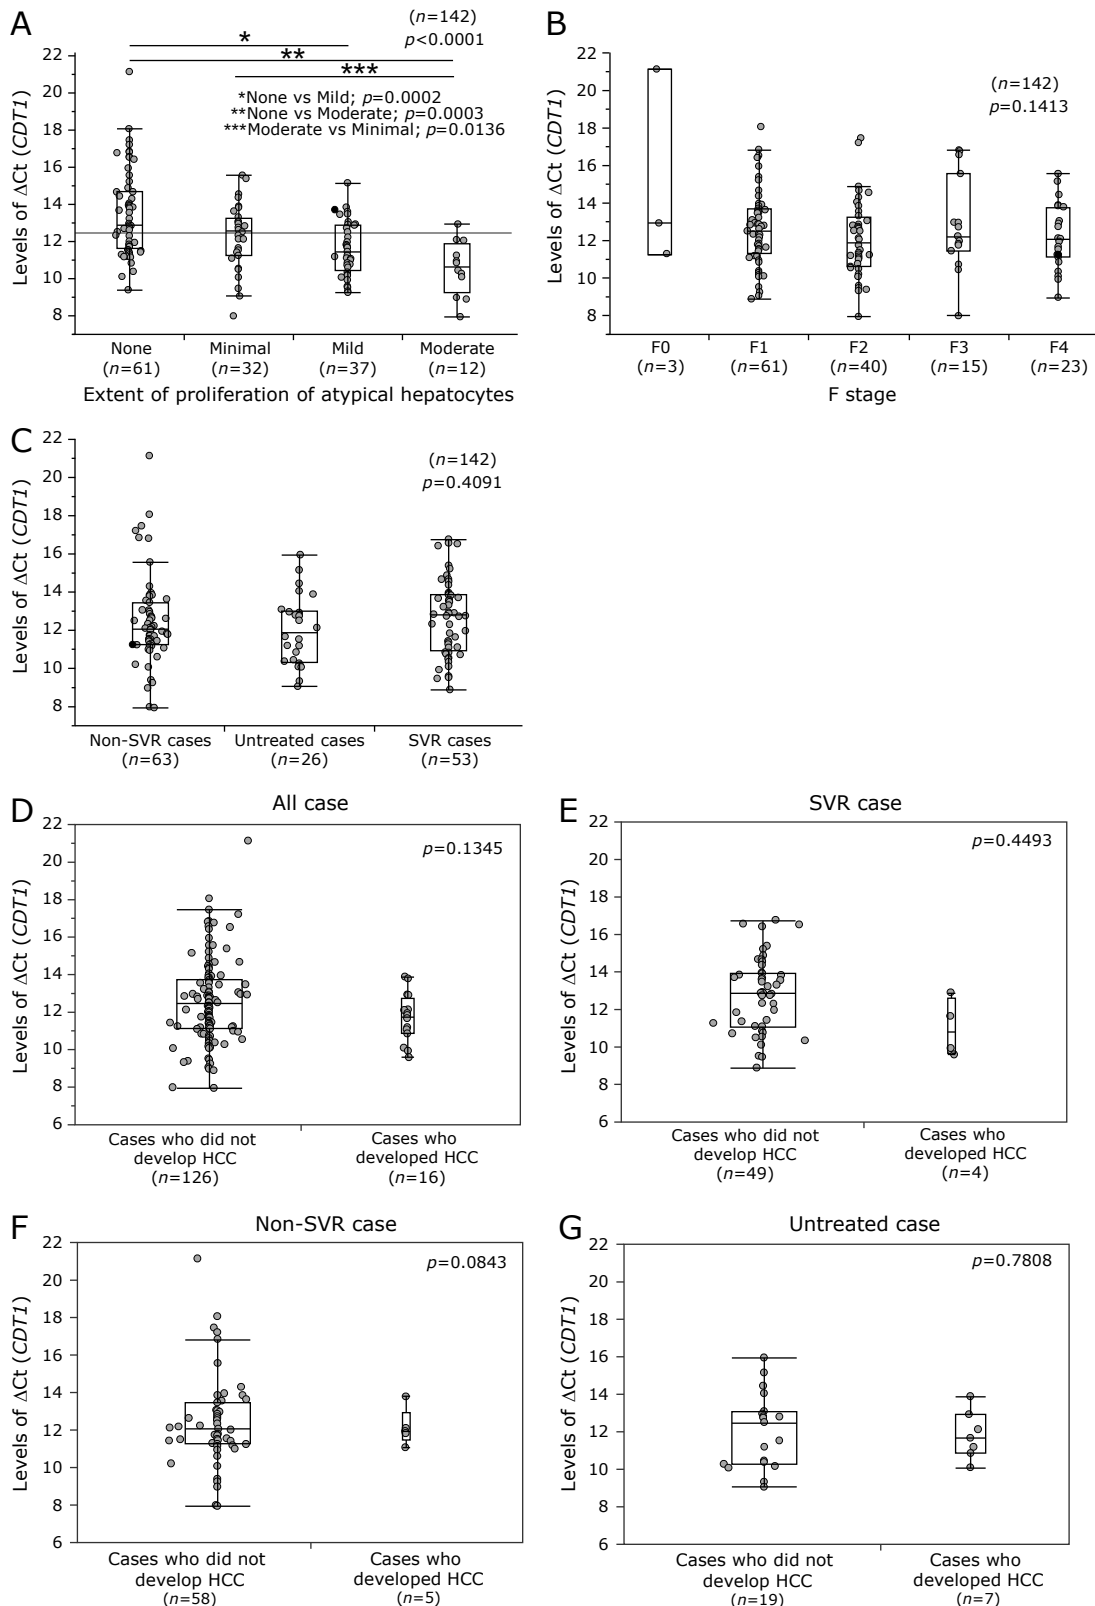 A
(n=142)
p<0.0001
*
**
***
*None vs Mild; p=0.0002
**None vs Moderate; p=0.0003
***Moderate vs Minimal; p=0.0136
Levels of ΔCt (CDT1)
22
20
18
16
14
12
10
8
None Minimal Mild Moderate
(n=61) (n=32) (n=37) (n=12)
Extent of proliferation of atypical hepatocytes
B
(n=142)
p=0.1413
Levels of ΔCt (CDT1)
22
20
18
16
14
12
10
8
F0 F1 F2 F3 F4
(n=3) (n=61) (n=40) (n=15) (n=23)
F stage
C
(n=142)
p=0.4091
Levels of ΔCt (CDT1)
22
20
18
16
14
12
10
8
Non-SVR cases Untreated cases SVR cases
(n=63) (n=26) (n=53)
D
All case
p=0.1345
Levels of ΔCt (CDT1)
22
20
18
16
14
12
10
8
6
Cases who did not Cases who
develop HCC developed HCC
(n=126) (n=16)
E
SVR case
p=0.4493
Levels of ΔCt (CDT1)
22
20
18
16
14
12
10
8
6
Cases who did not Cases who
develop HCC developed HCC
(n=49) (n=4)
F
Non-SVR case
p=0.0843
Levels of ΔCt (CDT1)
22
20
18
16
14
12
10
8
6
Cases who did not Cases who
develop HCC developed HCC
(n=58) (n=5)
G
Untreated case
p=0.7808
Levels of ΔCt (CDT1)
22
20
18
16
14
12
10
8
6
Cases who did not Cases who
develop HCC developed HCC
(n=19) (n=7)